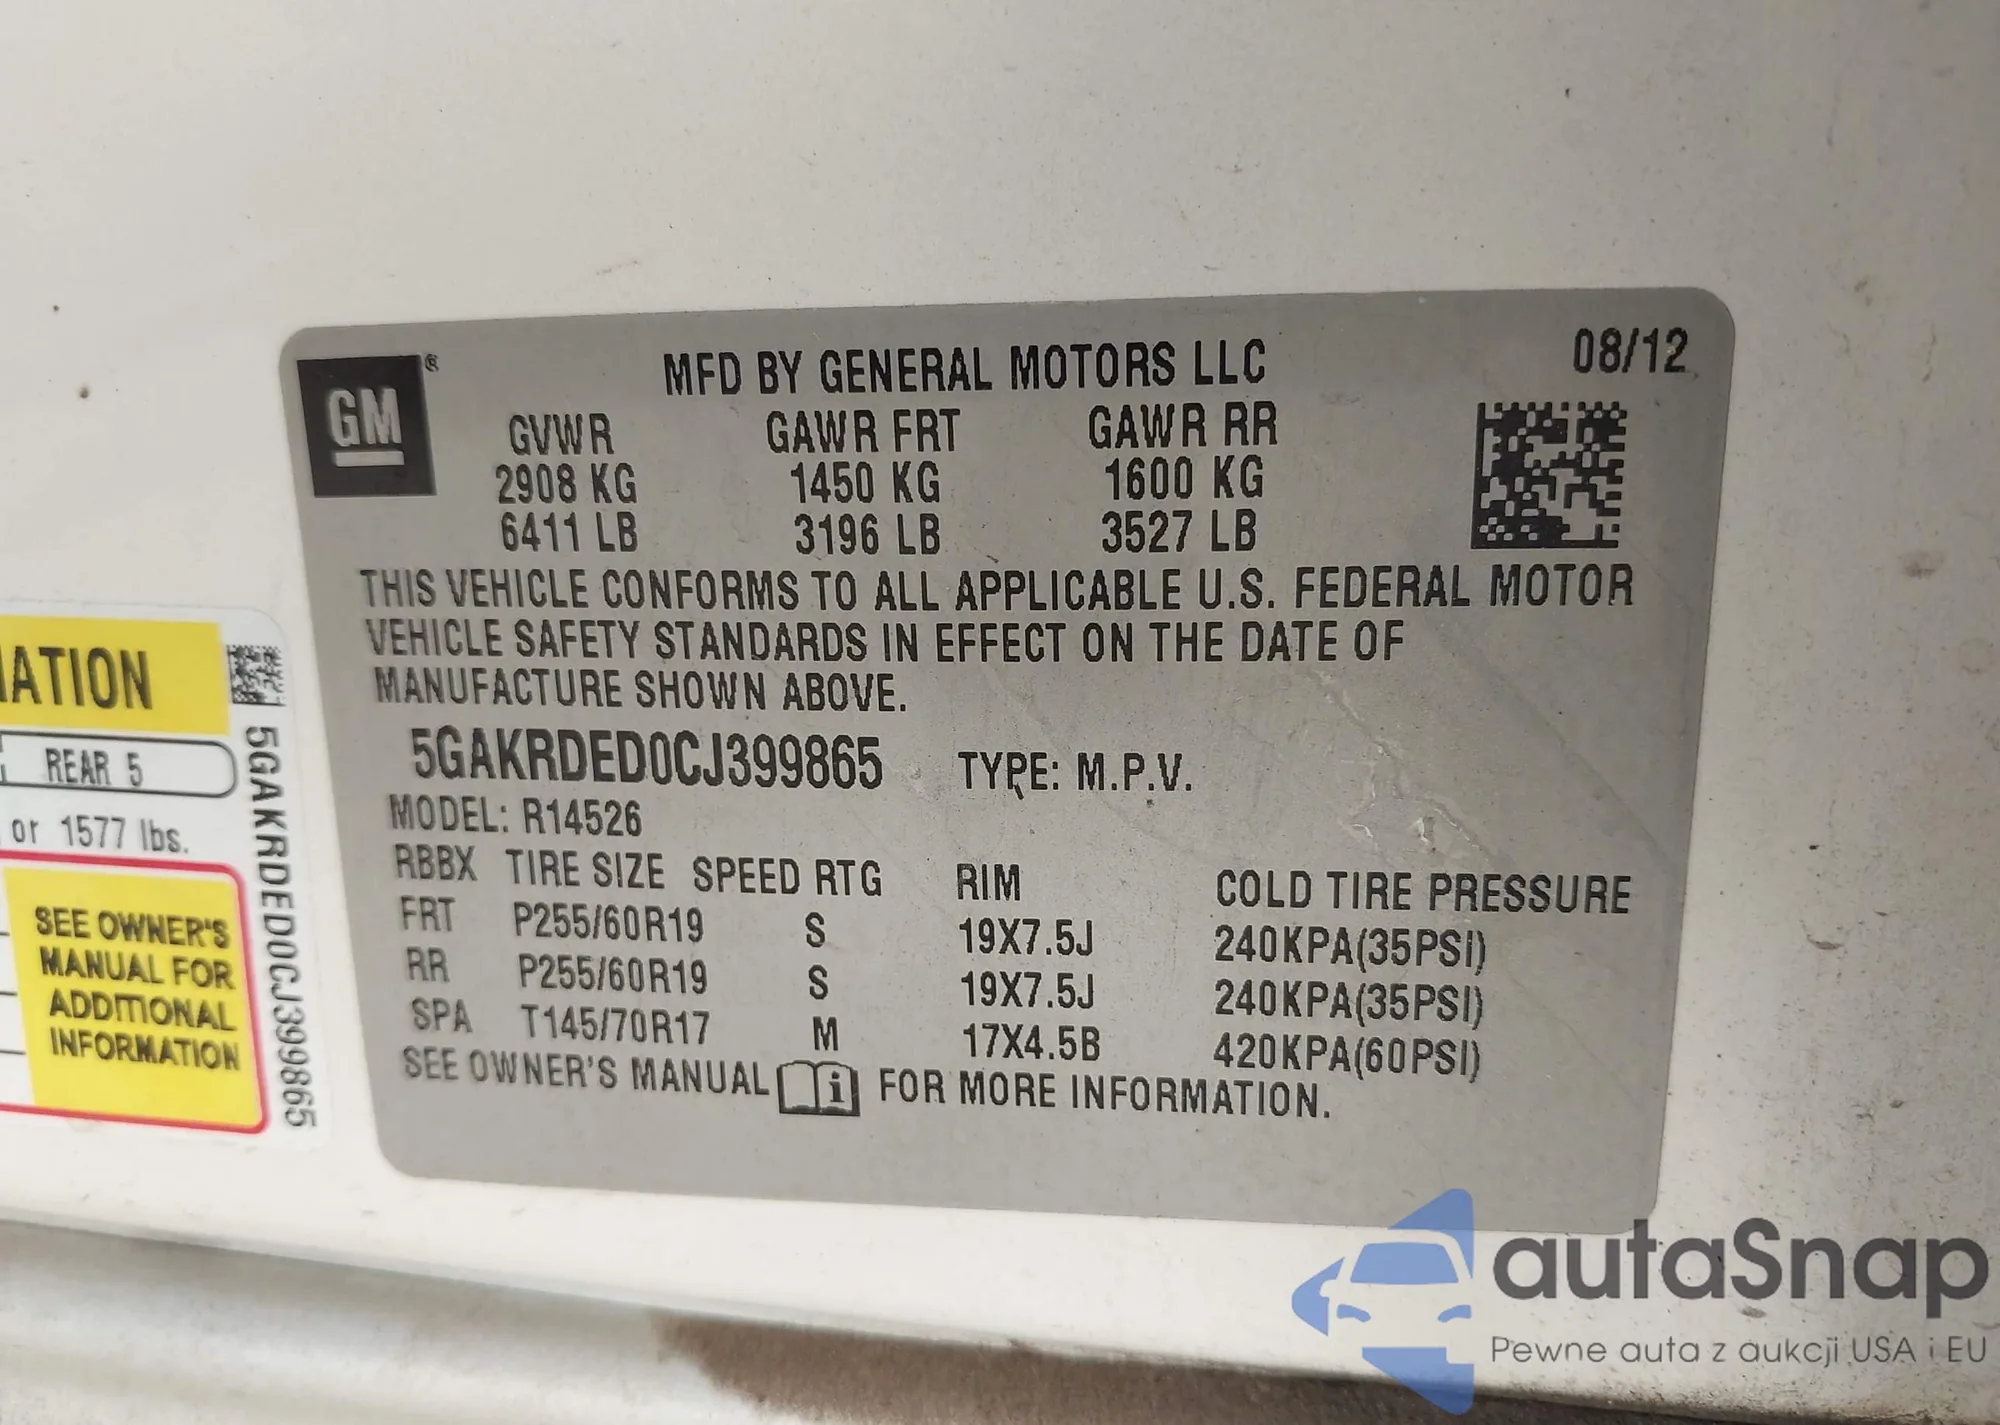 GM ®
MFD BY GENERAL MOTORS LLC
08/12
GVWR GAWR FRT GAWR RR
2908 KG 1450 KG 1600 KG
6411 LB 3196 LB 3527 LB
THIS VEHICLE CONFORMS TO ALL APPLICABLE U.S. FEDERAL MOTOR
VEHICLE SAFETY STANDARDS IN EFFECT ON THE DATE OF
MANUFACTURE SHOWN ABOVE.
5GAKRDED0CJ399865 TYPE: M.P.V.
MODEL: R14526
RBBX TIRE SIZE SPEED RTG RIM COLD TIRE PRESSURE
FRT P255/60R19 S 19X7.5J 240KPA(35PSI)
RR P255/60R19 S 19X7.5J 240KPA(35PSI)
SPA T145/70R17 M 17X4.5B 420KPA(60PSI)
SEE OWNER'S MANUAL i FOR MORE INFORMATION.
REAR 5
or 1577 lbs.
SEE OWNER'S
MANUAL FOR
ADDITIONAL
INFORMATION
5GAKRDED0CJ399865
autaSnap
Pewne auta z aukcji USA i EU